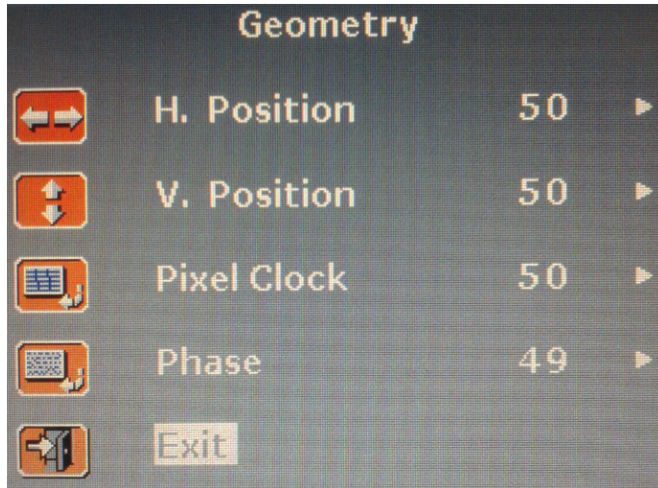 Geometry
H. Position 50
V. Position 50
Pixel Clock 50
Phase 49
Exit